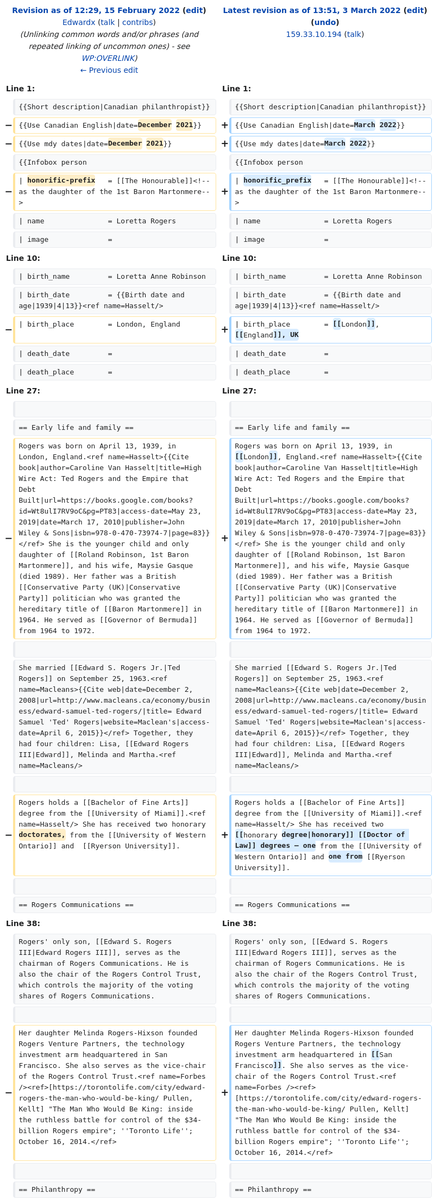 Revision as of 12:29, 15 February 2022 (edit)
Edwardx (talk | contribs)
(Unlinking common words and/or phrases (and
repeated linking of uncommon ones) - see
WP:OVERLINK)
← Previous edit
Latest revision as of 13:51, 3 March 2022 (edit)
(undo)
159.33.10.194 (talk)
Line 1:
Line 1:
{{Short description|Canadian philanthropist}}
{{Short description|Canadian philanthropist}}
− {{Use Canadian English|date=December 2021}}
+ {{Use Canadian English|date=March 2022}}
− {{Use mdy dates|date=December 2021}}
+ {{Use mdy dates|date=March 2022}}
{{Infobox person
{{Infobox person
− | honorific-prefix = [[The Honourable]]<!--
as the daughter of the 1st Baron Martonmere--
>
+ | honorific_prefix = [[The Honourable]]<!--
as the daughter of the 1st Baron Martonmere--
>
| name = Loretta Rogers
| name = Loretta Rogers
| image =
| image =
Line 10:
Line 10:
| birth_name = Loretta Anne Robinson
| birth_name = Loretta Anne Robinson
| birth_date = {{Birth date and
age|1939|4|13}}<ref name=Hasselt/>
| birth_date = {{Birth date and
age|1939|4|13}}<ref name=Hasselt/>
− | birth_place = London, England
+ | birth_place = [[London]],
[[England]], UK
| death_date =
| death_date =
| death_place =
| death_place =
Line 27:
Line 27:
== Early life and family ==
== Early life and family ==
− Rogers was born on April 13, 1939, in
London, England.<ref name=Hasselt>{{Cite
book|author=Caroline Van Hasselt|title=High
Wire Act: Ted Rogers and the Empire that
Debt
Built|url=https://books.google.com/books?
id=Wt8ulI7RV9oC&pg=PT83|access-date=May 23,
2019|date=March 17, 2010|publisher=John
Wiley & Sons|isbn=978-0-470-73974-7|page=83}}
</ref> She is the younger child and only
daughter of [[Roland Robinson, 1st Baron
Martonmere]], and his wife, Maysie Gasque
(died 1989). Her father was a British
[[Conservative Party (UK)|Conservative
Party]] politician who was granted the
hereditary title of [[Baron Martonmere]] in
1964. He served as [[Governor of Bermuda]]
from 1964 to 1972.
+ Rogers was born on April 13, 1939, in
[[London]], England.<ref name=Hasselt>{{Cite
book|author=Caroline Van Hasselt|title=High
Wire Act: Ted Rogers and the Empire that
Debt
Built|url=https://books.google.com/books?
id=Wt8ulI7RV9oC&pg=PT83|access-date=May 23,
2019|date=March 17, 2010|publisher=John
Wiley & Sons|isbn=978-0-470-73974-7|page=83}}
</ref> She is the younger child and only
daughter of [[Roland Robinson, 1st Baron
Martonmere]], and his wife, Maysie Gasque
(died 1989). Her father was a British
[[Conservative Party (UK)|Conservative
Party]] politician who was granted the
hereditary title of [[Baron Martonmere]] in
1964. He served as [[Governor of Bermuda]]
from 1964 to 1972.
She married [[Edward S. Rogers Jr.|Ted
Rogers]] on September 25, 1963.<ref
name=Macleans>{{Cite web|date=December 2,
2008|url=http://www.macleans.ca/economy/busin
ess/edward-samuel-ted-rogers/|title= Edward
Samuel 'Ted' Rogers|website=Maclean's|access-
date=April 6, 2015}}</ref> Together, they
had four children: Lisa, [[Edward Rogers
III|Edward]], Melinda and Martha.<ref
name=Macleans/>
She married [[Edward S. Rogers Jr.|Ted
Rogers]] on September 25, 1963.<ref
name=Macleans>{{Cite web|date=December 2,
2008|url=http://www.macleans.ca/economy/busin
ess/edward-samuel-ted-rogers/|title= Edward
Samuel 'Ted' Rogers|website=Maclean's|access-
date=April 6, 2015}}</ref> Together, they
had four children: Lisa, [[Edward Rogers
III|Edward]], Melinda and Martha.<ref
name=Macleans/>
− Rogers holds a [[Bachelor of Fine Arts]]
degree from the [[University of Miami]].<ref
name=Hasselt/> She has received two honorary
doctorates, from the [[University of Western
Ontario]] and [[Ryerson University]].
+ Rogers holds a [[Bachelor of Fine Arts]]
degree from the [[University of Miami]].<ref
name=Hasselt/> She has received two
[[honorary degree|honorary]] [[Doctor of
Law]] degrees – one from the [[University of
Western Ontario]] and one from [[Ryerson
University]].
== Rogers Communications ==
== Rogers Communications ==
Line 38:
Line 38:
Rogers' only son, [[Edward S. Rogers
III|Edward Rogers III]], serves as the
chairman of Rogers Communications. He is
also the chair of the Rogers Control Trust,
which controls the majority of the voting
shares of Rogers Communications.
Rogers' only son, [[Edward S. Rogers
III|Edward Rogers III]], serves as the
chairman of Rogers Communications. He is
also the chair of the Rogers Control Trust,
which controls the majority of the voting
shares of Rogers Communications.
− Her daughter Melinda Rogers-Hixson founded
Rogers Venture Partners, the technology
investment arm headquartered in San
Francisco. She also serves as the vice-chair
of the Rogers Control Trust.<ref name=Forbes
/><ref>[https://torontolife.com/city/edward-
rogers-the-man-who-would-be-king/ Pullen,
Kellt] "The Man Who Would Be King: inside
the ruthless battle for control of the $34-
billion Rogers empire"; ''Toronto Life'';
October 16, 2014.</ref>
+ Her daughter Melinda Rogers-Hixson founded
Rogers Venture Partners, the technology
investment arm headquartered in [[San
Francisco]]. She also serves as the vice-
chair of the Rogers Control Trust.<ref
name=Forbes /><ref>
[https://torontolife.com/city/edward-rogers-
the-man-who-would-be-king/ Pullen, Kellt]
"The Man Who Would Be King: inside the
ruthless battle for control of the $34-
billion Rogers empire"; ''Toronto Life'';
October 16, 2014.</ref>
== Philanthropy ==
== Philanthropy ==